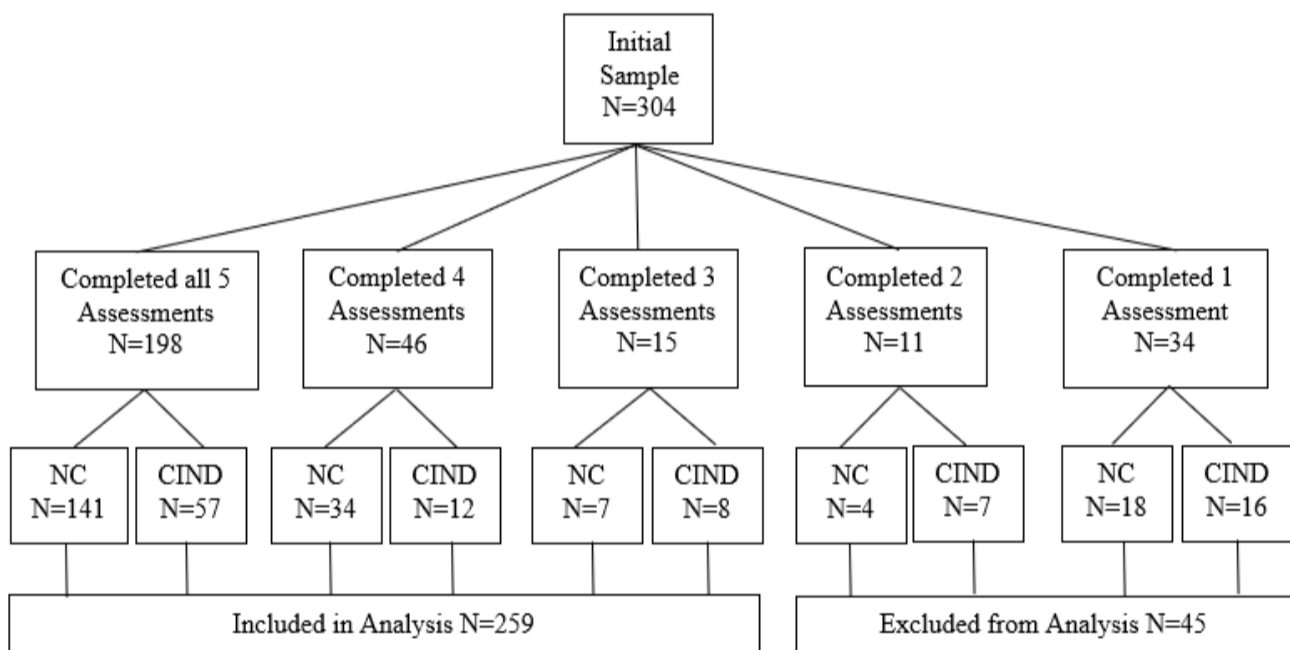 Initial
Sample
N=304
Completed all 5
Assessments
N=198
Completed 4
Assessments
N=46
Completed 3
Assessments
N=15
Completed 2
Assessments
N=11
Completed 1
Assessment
N=34
NC
N=141
CIND
N=57
NC
N=34
CIND
N=12
NC
N=7
CIND
N=8
NC
N=4
CIND
N=7
NC
N=18
CIND
N=16
Included in Analysis N=259
Excluded from Analysis N=45